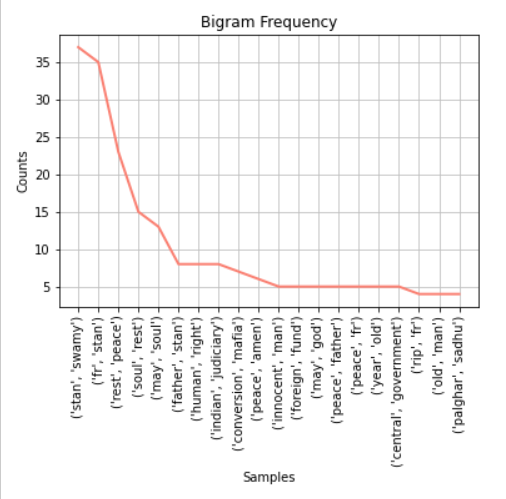 Bigram Frequency
35
30
25
20
15
10
5
Counts
('stan', 'swamy')
('fr', 'stan')
('rest', 'peace')
('soul', 'rest')
('may', 'soul')
('father', 'stan')
('human', 'right')
('indian', 'judiciary')
('conversion', 'mafia')
('peace', 'amen')
('innocent', 'man')
('foreign', 'fund')
('may', 'god')
('peace', 'father')
('peace', 'fr')
('year', 'old')
('central', 'government')
('rip', 'fr')
('old', 'man')
('palghar', 'sadhu')
Samples